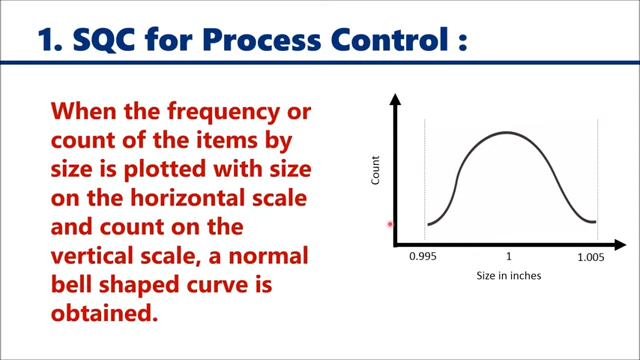 1. SQC for Process Control :
When the frequency or
count of the items by
size is plotted with size
on the horizontal scale
and count on the
vertical scale, a normal
bell shaped curve is
obtained.
Count
0.995 1 1.005
Size in inches